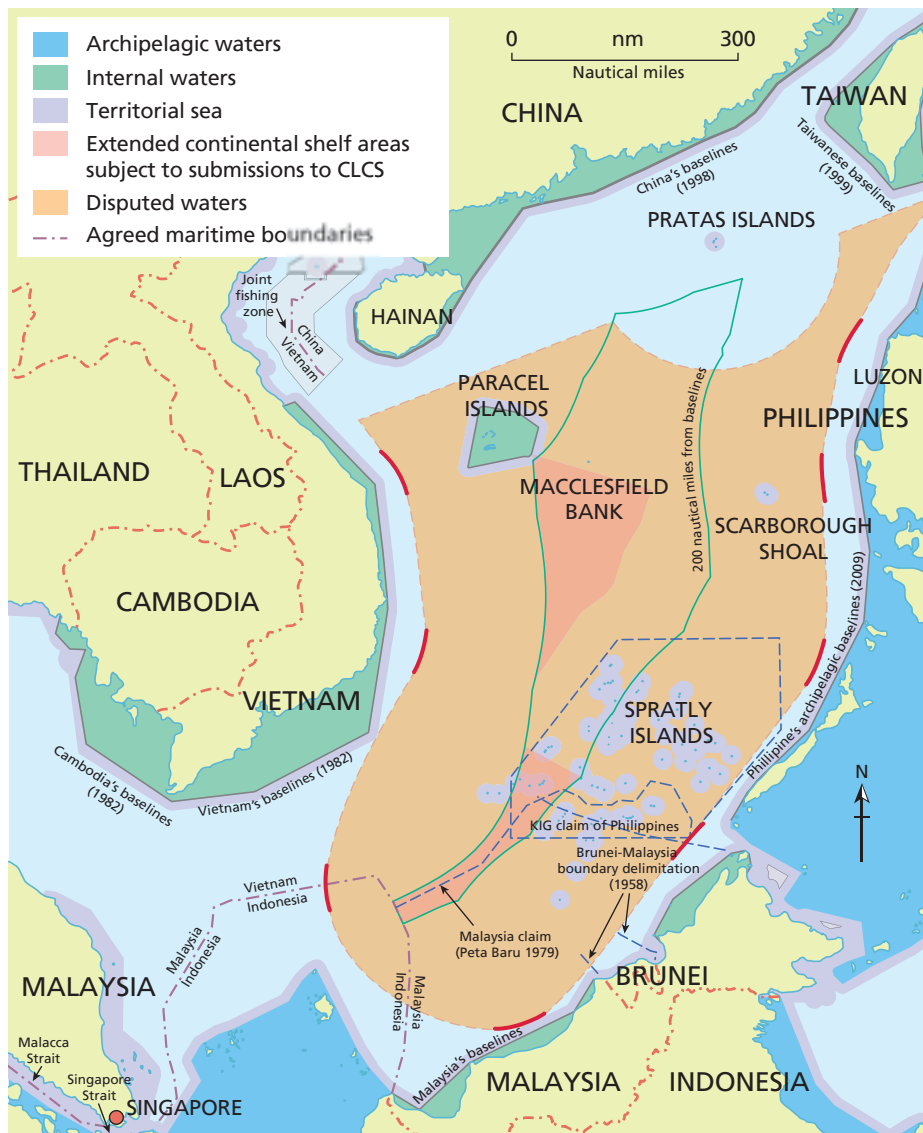 Archipelagic waters
Internal waters
Territorial sea
Extended continental shelf areas
subject to submissions to CLCS
Disputed waters
Agreed maritime boundaries
0 nm 300
Nautical miles
CHINA
TAIWAN
China's baselines
(1998)
Taiwanese baselines
(1999)
PRATAS ISLANDS
Joint
fishing
zone
China
Vietnam
HAINAN
PARACEL
ISLANDS
200 nautical miles from baselines
LUZON
PHILIPPINES
THAILAND
LAOS
MACCLESFIELD
BANK
SCARBOROUGH
SHOAL
CAMBODIA
VIETNAM
SPRATLY
ISLANDS
Phillipine's archipelagic baselines (2009)
Cambodia's baselines
(1982)
Vietnam's baselines (1982)
N
KIG claim of Philippines
Brunei-Malaysia
boundary delimitation
(1958)
Vietnam
Indonesia
Malaysia
Indonesia
Malaysia claim
(Peta Baru 1979)
Malaysia
Indonesia
MALAYSIA
BRUNEI
Malacca
Strait
Singapore
Strait
SINGAPORE
Malaysia's baselines
MALAYSIA
INDONESIA